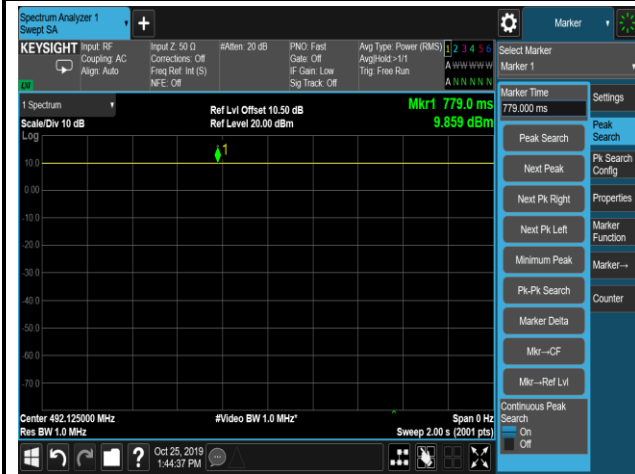 Spectrum Analyzer 1
Swept SA
Marker
KEYSIGHT
Input: RF
Coupling: AC
Align: Auto
Input Z: 50 Ω
Corrections: Off
Freq Ref: Int (S)
NFE: Off
#Atten: 20 dB
PNO: Fast
Gate: Off
IF Gain: Low
Sig Track: Off
Avg Type: Power (RMS)
Avg|Hold:>1/1
Trig: Free Run
1 2 3 4 5 6
A W W W W W
A N N N N N
Select Marker
Marker 1
1 Spectrum
Scale/Div 10 dB
Log
Ref Lvl Offset 10.50 dB
Ref Level 20.00 dBm
Mkr1 779.0 ms
9.859 dBm
1
10.0
0.00
-10.0
-20.0
-30.0
-40.0
-50.0
-60.0
-70.0
Center 492.125000 MHz
Res BW 1.0 MHz
#Video BW 1.0 MHz*
Span 0 Hz
Sweep 2.00 s (2001 pts)
Marker Time
779.000 ms
Peak Search
Next Peak
Next Pk Right
Next Pk Left
Minimum Peak
Pk-Pk Search
Marker Delta
Mkr→CF
Mkr→Ref Lvl
Continuous Peak
Search
On
Off
Settings
Peak
Search
Pk Search
Config
Properties
Marker
Function
Marker→
Counter
?
Oct 25, 2019
1:44:37 PM